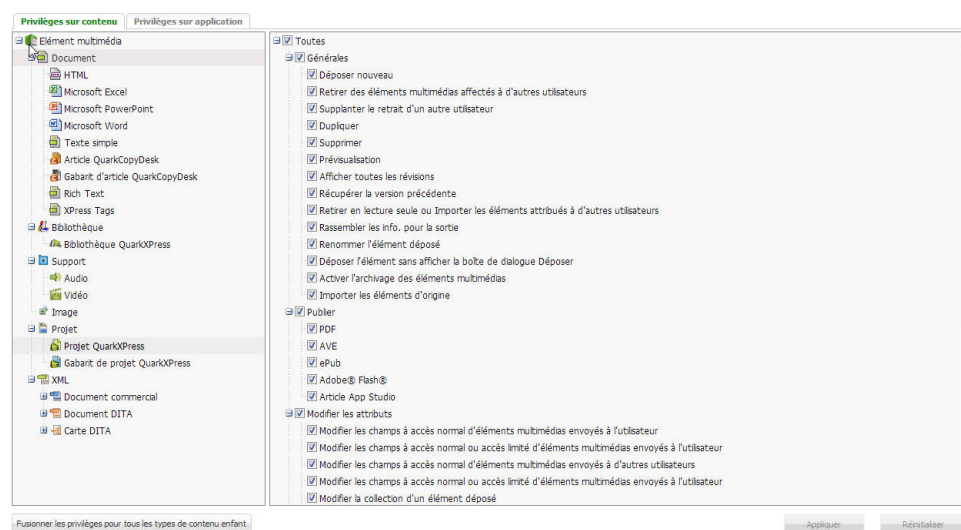 Privilèges sur contenu
Privilèges sur application
Elément multimédia
Document
HTML
Microsoft Excel
Microsoft PowerPoint
Microsoft Word
Texte simple
Article QuarkCopyDesk
Gabarit d'article QuarkCopyDesk
Rich Text
XPress Tags
Bibliothèque
Bibliothèque QuarkXPress
Support
Audio
Vidéo
Image
Projet
Projet QuarkXPress
Gabarit de projet QuarkXPress
XML
Document commercial
Document DITA
Carte DITA
Toutes
Générales
Déposer nouveau
Retirer des éléments multimédias affectés à d'autres utilisateurs
Supplanter le retrait d'un autre utilisateur
Dupliquer
Supprimer
Prévisualisation
Afficher toutes les révisions
Récupérer la version précédente
Retirer en lecture seule ou Importer les éléments attribués à d'autres utilisateurs
Rassembler les info. pour la sortie
Renommer l'élément déposé
Déposer l'élément sans afficher la boîte de dialogue Déposer
Activer l'archivage des éléments multimédias
Importer les éléments d'origine
Publier
PDF
AVE
ePub
Adobe® Flash®
Article App Studio
Modifier les attributs
Modifier les champs à accès normal d'éléments multimédias envoyés à l'utilisateur
Modifier les champs à accès normal ou accès limité d'éléments multimédias envoyés à l'utilisateur
Modifier les champs à accès normal d'éléments multimédias envoyés à d'autres utilisateurs
Modifier les champs à accès normal ou accès limité d'éléments multimédias envoyés à l'utilisateur
Modifier la collection d'un élément déposé
Fusionner les privilèges pour tous les types de contenu enfant
Appliquer
Réinitialiser